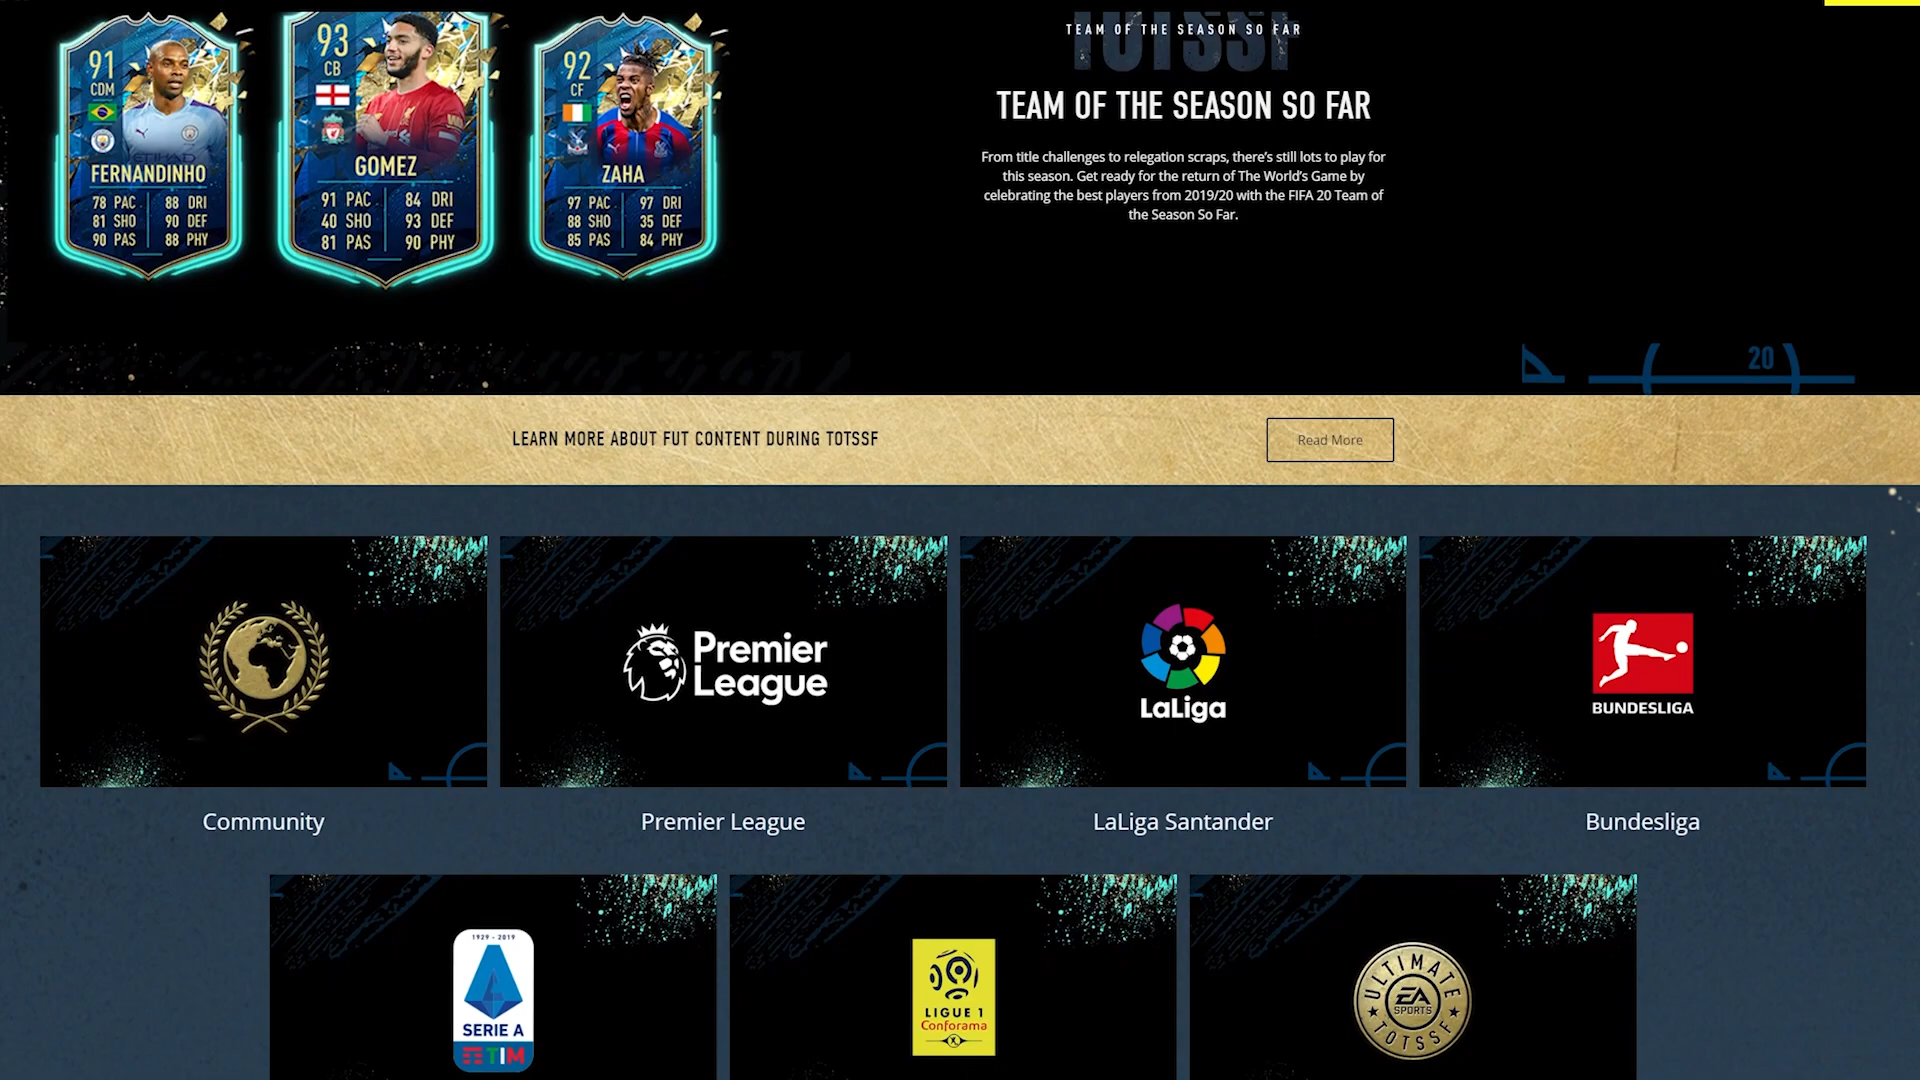 91
CDM
FERNANDINHO
78 PAC 88 DRI
81 SHO 90 DEF
90 PAS 88 PHY
93
CB
GOMEZ
91 PAC 84 DRI
40 SHO 93 DEF
81 PAS 90 PHY
92
CF
ZAHA
97 PAC 97 DRI
88 SHO 35 DEF
85 PAS 84 PHY
TOTSSF
TEAM OF THE SEASON SO FAR
TEAM OF THE SEASON SO FAR
From title challenges to relegation scraps, there's still lots to play for
this season. Get ready for the return of The World's Game by
celebrating the best players from 2019/20 with the FIFA 20 Team of
the Season So Far.
20
LEARN MORE ABOUT FUT CONTENT DURING TOTSSF
Read More
Premier
League
LaLiga
BUNDESLIGA
Community
Premier League
LaLiga Santander
Bundesliga
1929 - 2019
SERIE A
TIM
LIGUE 1
Conforama
ULTIMATE
EA
SPORTS
TOTSSF